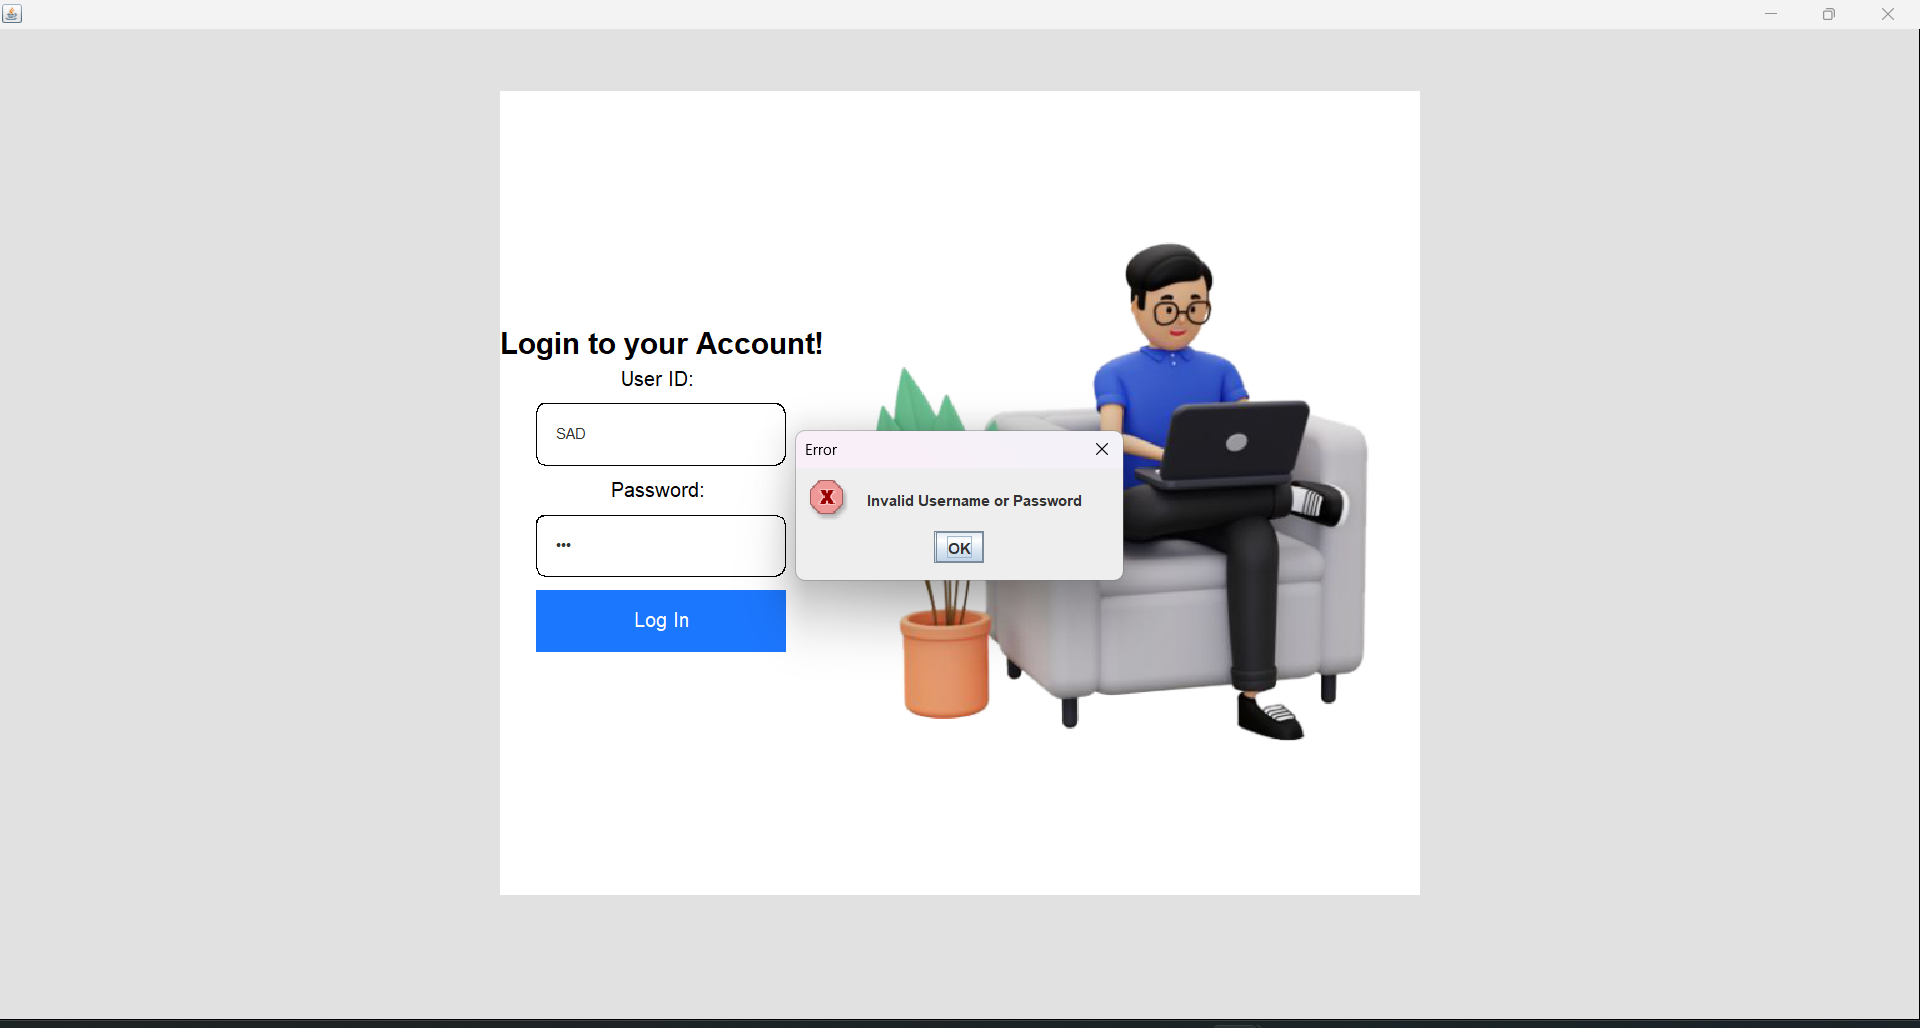 Login to your Account!
User ID:
SAD
Password:
•••
Log In
Error
Invalid Username or Password
OK